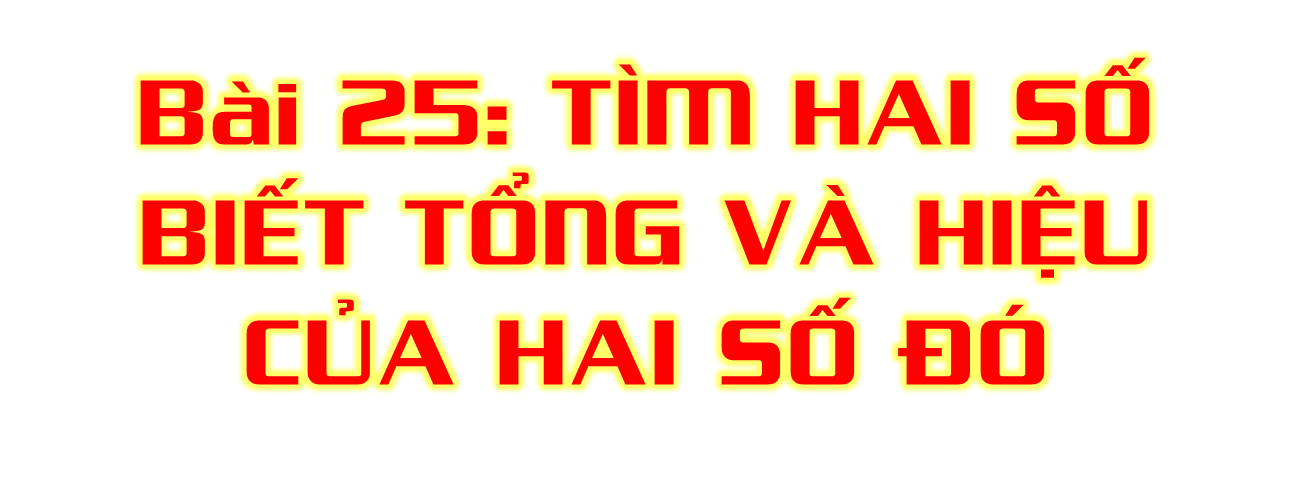 Bài 25: TÌM HAI SỐ
BIẾT TỔNG VÀ HIỆU
CỦA HAI SỐ ĐÓ